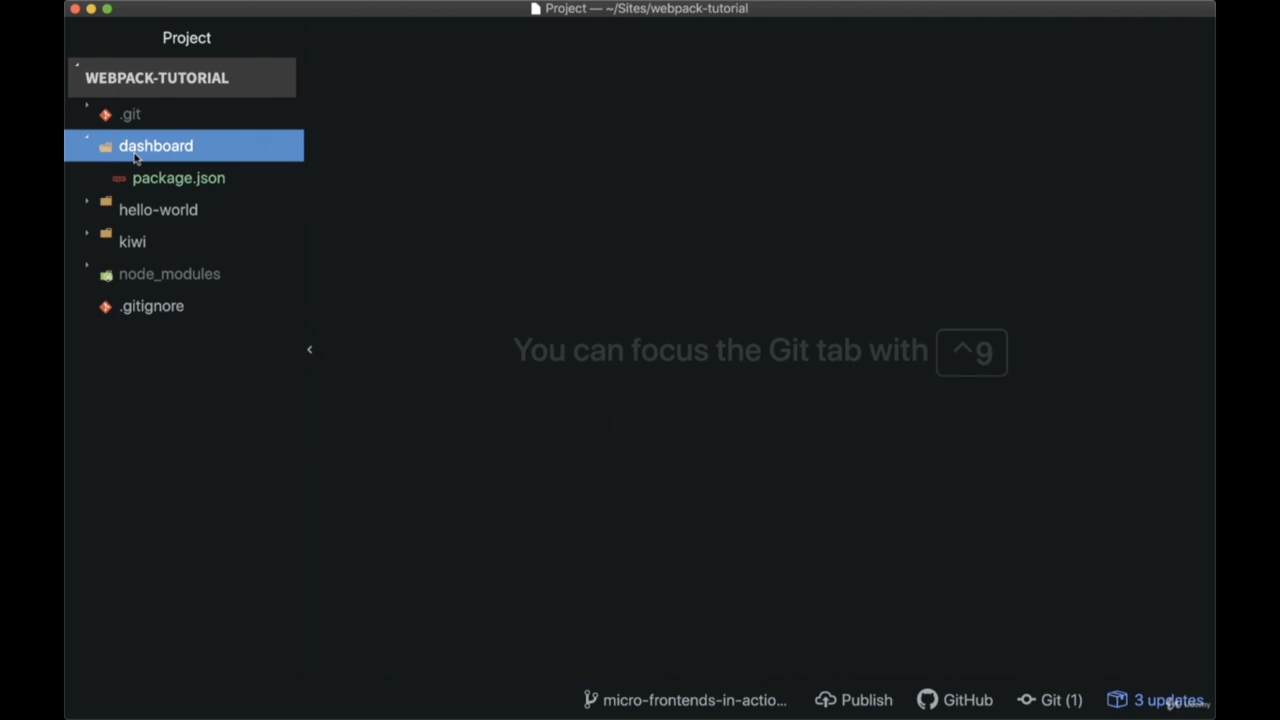 Project — ~/Sites/webpack-tutorial
Project
WEBPACK-TUTORIAL
.git
dashboard
package.json
hello-world
kiwi
node_modules
.gitignore
You can focus the Git tab with ^9
micro-frontends-in-actio... Publish GitHub Git (1) 3 updates
udemy